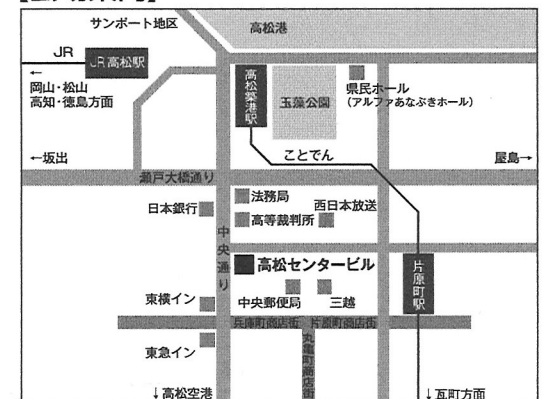 サンポート地区
高松港
JR
JR高松駅
←
岡山・松山
高知・徳島方面
高松築港駅
玉藻公園
県民ホール
(アルファあなぶきホール)
ことでん
←坂出
屋島→
瀬戸大橋通り
法務局
西日本放送
日本銀行
高等裁判所
中央通り
高松センタービル
片原町駅
東横イン
中央郵便局
三越
兵庫町商店街
片原町商店街
丸亀町商店街
東急イン
↓高松空港
↓瓦町方面